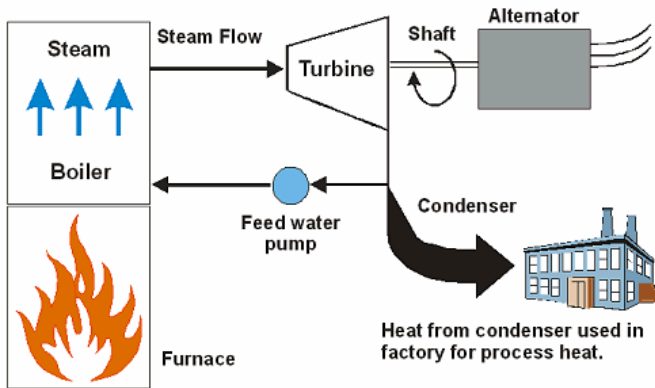 Alternator
Steam
Steam Flow
Shaft
Turbine
Boiler
Condenser
Feed water
pump
Furnace
Heat from condenser used in
factory for process heat.